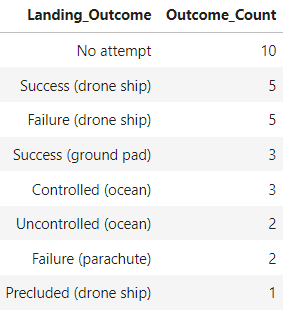 Landing_Outcome Outcome_Count
No attempt 10
Success (drone ship) 5
Failure (drone ship) 5
Success (ground pad) 3
Controlled (ocean) 3
Uncontrolled (ocean) 2
Failure (parachute) 2
Precluded (drone ship) 1